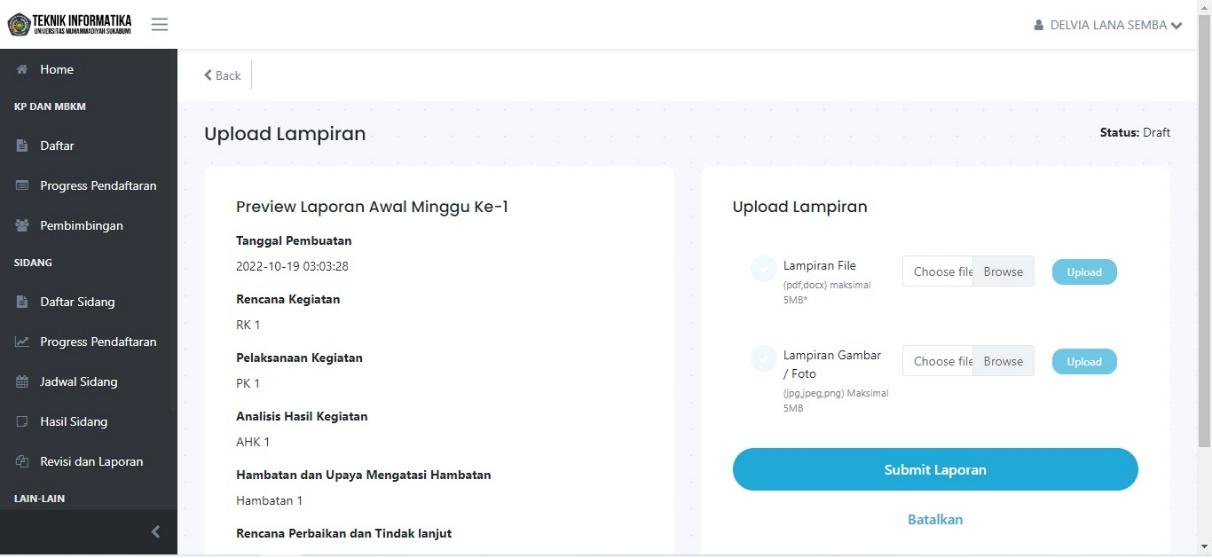 TEKNIK INFORMATIKA
UNIVERSITAS MUHAMMADIYAH SUKABUMI
DELVIA LANA SEMBA
Home
KP DAN MBKM
Daftar
Progress Pendaftaran
Pembimbingan
SIDANG
Daftar Sidang
Progress Pendaftaran
Jadwal Sidang
Hasil Sidang
Revisi dan Laporan
LAIN-LAIN
Back
Upload Lampiran
Status: Draft
Preview Laporan Awal Minggu Ke-1
Tanggal Pembuatan
2022-10-19 03:03:28
Rencana Kegiatan
RK 1
Pelaksanaan Kegiatan
PK 1
Analisis Hasil Kegiatan
AHK 1
Hambatan dan Upaya Mengatasi Hambatan
Hambatan 1
Rencana Perbaikan dan Tindak lanjut
Upload Lampiran
Lampiran File
(pdf,docx) maksimal
5MB*
Choose file Browse
Upload
Lampiran Gambar
/ Foto
(jpg,jpeg,png) Maksimal
5MB
Choose file Browse
Upload
Submit Laporan
Batalkan